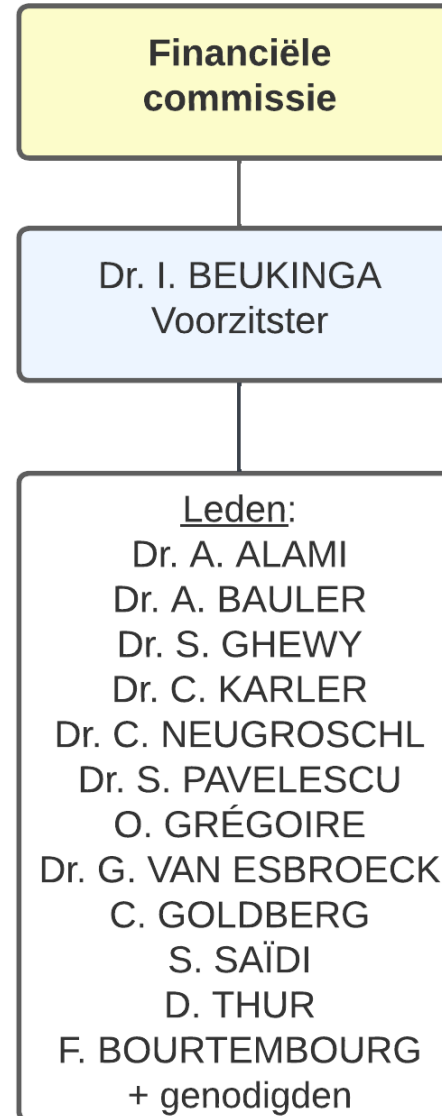 Financiële
commissie
Dr. I. BEUKINGA
Voorzitster
Leden:
Dr. A. ALAMI
Dr. A. BAULER
Dr. S. GHEWY
Dr. C. KARLER
Dr. C. NEUGROSCHL
Dr. S. PAVELESCU
O. GRÉGOIRE
Dr. G. VAN ESBROECK
C. GOLDBERG
S. SAÏDI
D. THUR
F. BOURTEMBOURG
+ genodigden